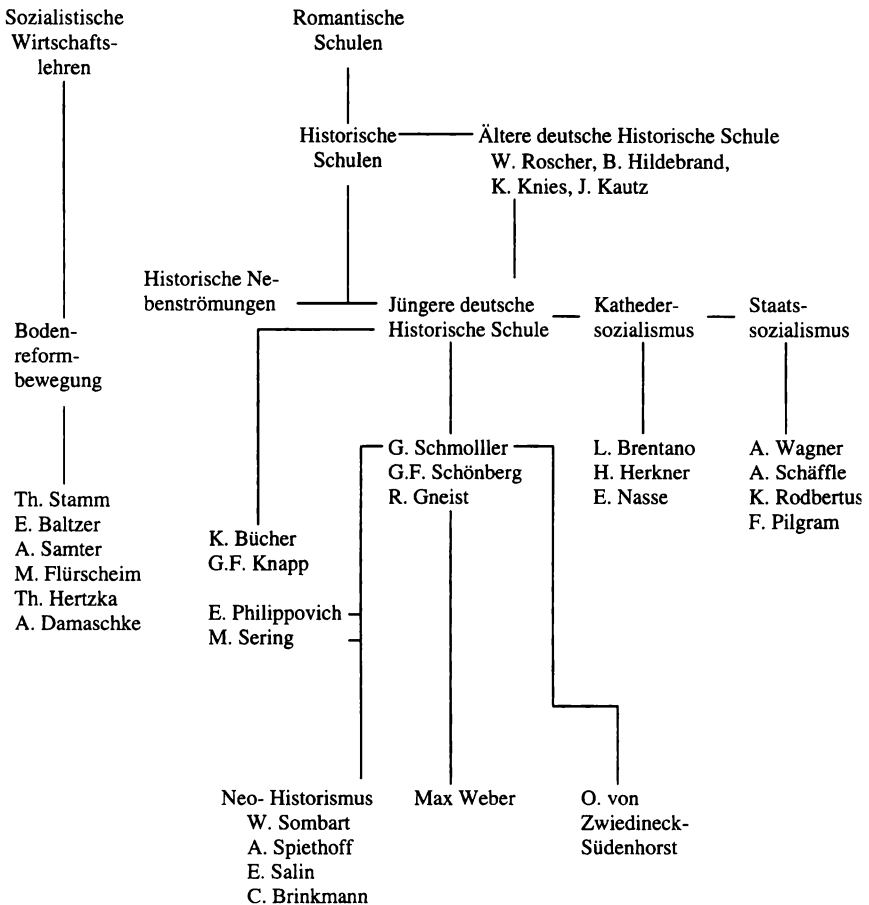 Sozialistische
Wirtschafts-
lehren
Romantische
Schulen
Historische
Schulen
Ältere deutsche Historische Schule
W. Roscher, B. Hildebrand,
K. Knies, J. Kautz
Historische Ne-
benströmungen
Jüngere deutsche
Historische Schule
Katheder-
sozialismus
Staats-
sozialismus
Boden-
reform-
bewegung
G. Schmolller
G.F. Schönberg
R. Gneist
L. Brentano
H. Herkner
E. Nasse
A. Wagner
A. Schäffle
K. Rodbertus
F. Pilgram
Th. Stamm
E. Baltzer
A. Samter
M. Flürscheim
Th. Hertzka
A. Damaschke
K. Bücher
G.F. Knapp
E. Philippovich
M. Sering
Neo- Historismus
W. Sombart
A. Spiethoff
E. Salin
C. Brinkmann
Max Weber
O. von
Zwiedineck-
Südenhorst